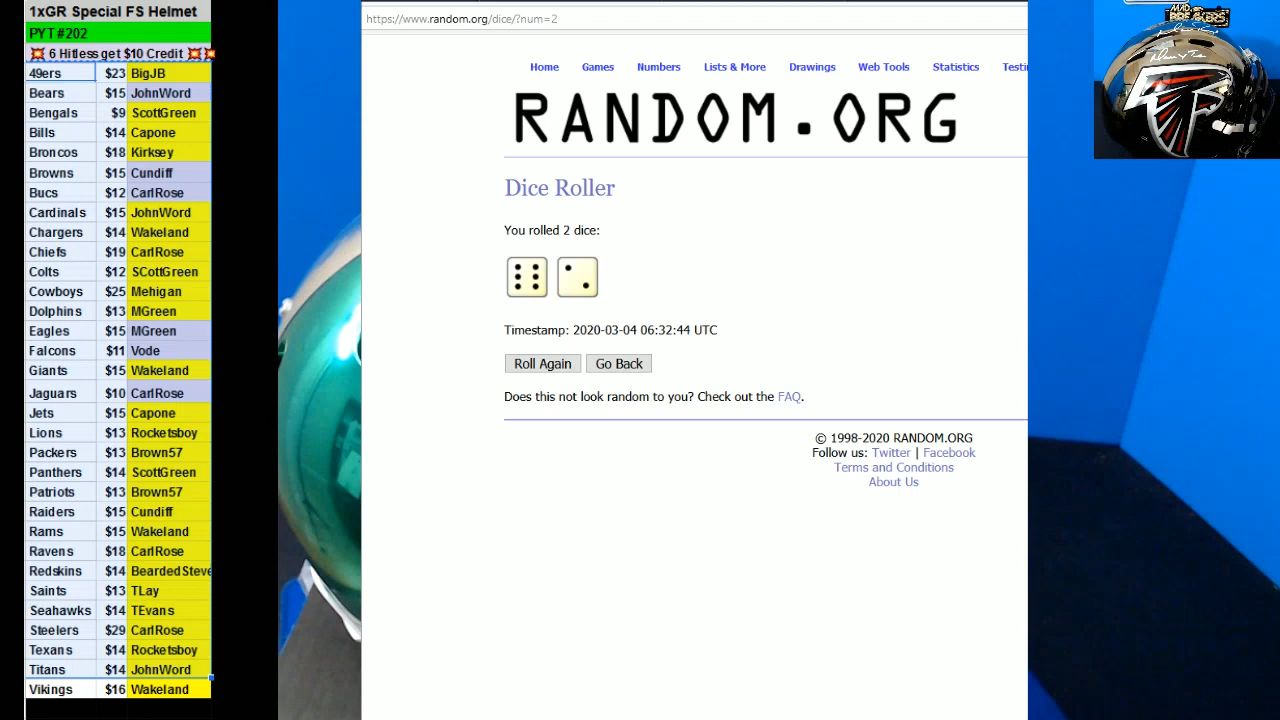 1xGR Special FS Helmet
PYT #202
💥 6 Hitless get $10 Credit 💥💥
49ers $23 BigJB
Bears $15 JohnWord
Bengals $9 ScottGreen
Bills $14 Capone
Broncos $18 Kirksey
Browns $15 Cundiff
Bucs $12 CarlRose
Cardinals $15 JohnWord
Chargers $14 Wakeland
Chiefs $19 CarlRose
Colts $12 SCottGreen
Cowboys $25 Mehigan
Dolphins $13 MGreen
Eagles $15 MGreen
Falcons $11 Vode
Giants $15 Wakeland
Jaguars $10 CarlRose
Jets $15 Capone
Lions $13 Rocketsboy
Packers $13 Brown57
Panthers $14 ScottGreen
Patriots $13 Brown57
Raiders $15 Cundiff
Rams $15 Wakeland
Ravens $18 CarlRose
Redskins $14 BeardedSteve
Saints $13 TLay
Seahawks $14 TEvans
Steelers $29 CarlRose
Texans $14 Rocketsboy
Titans $14 JohnWord
Vikings $16 Wakeland
https://www.random.org/dice/?num=2
Home Games Numbers Lists & More Drawings Web Tools Statistics Testin
RANDOM.ORG
Dice Roller
You rolled 2 dice:
Timestamp: 2020-03-04 06:32:44 UTC
Roll Again Go Back
Does this not look random to you? Check out the FAQ.
© 1998-2020 RANDOM.ORG
Follow us: Twitter | Facebook
Terms and Conditions
About Us
MAD
BREAKERS